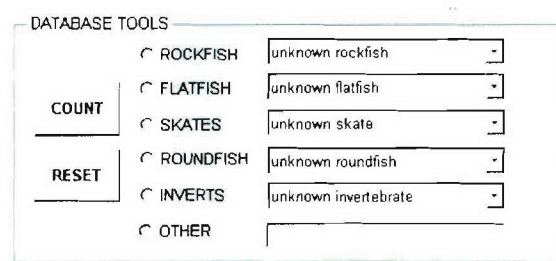 DATABASE TOOLS
ROCKFISH unknown rockfish
FLATFISH unknown flatfish
COUNT
SKATES unknown skate
ROUNDFISH unknown roundfish
RESET
INVERTS unknown invertebrate
OTHER